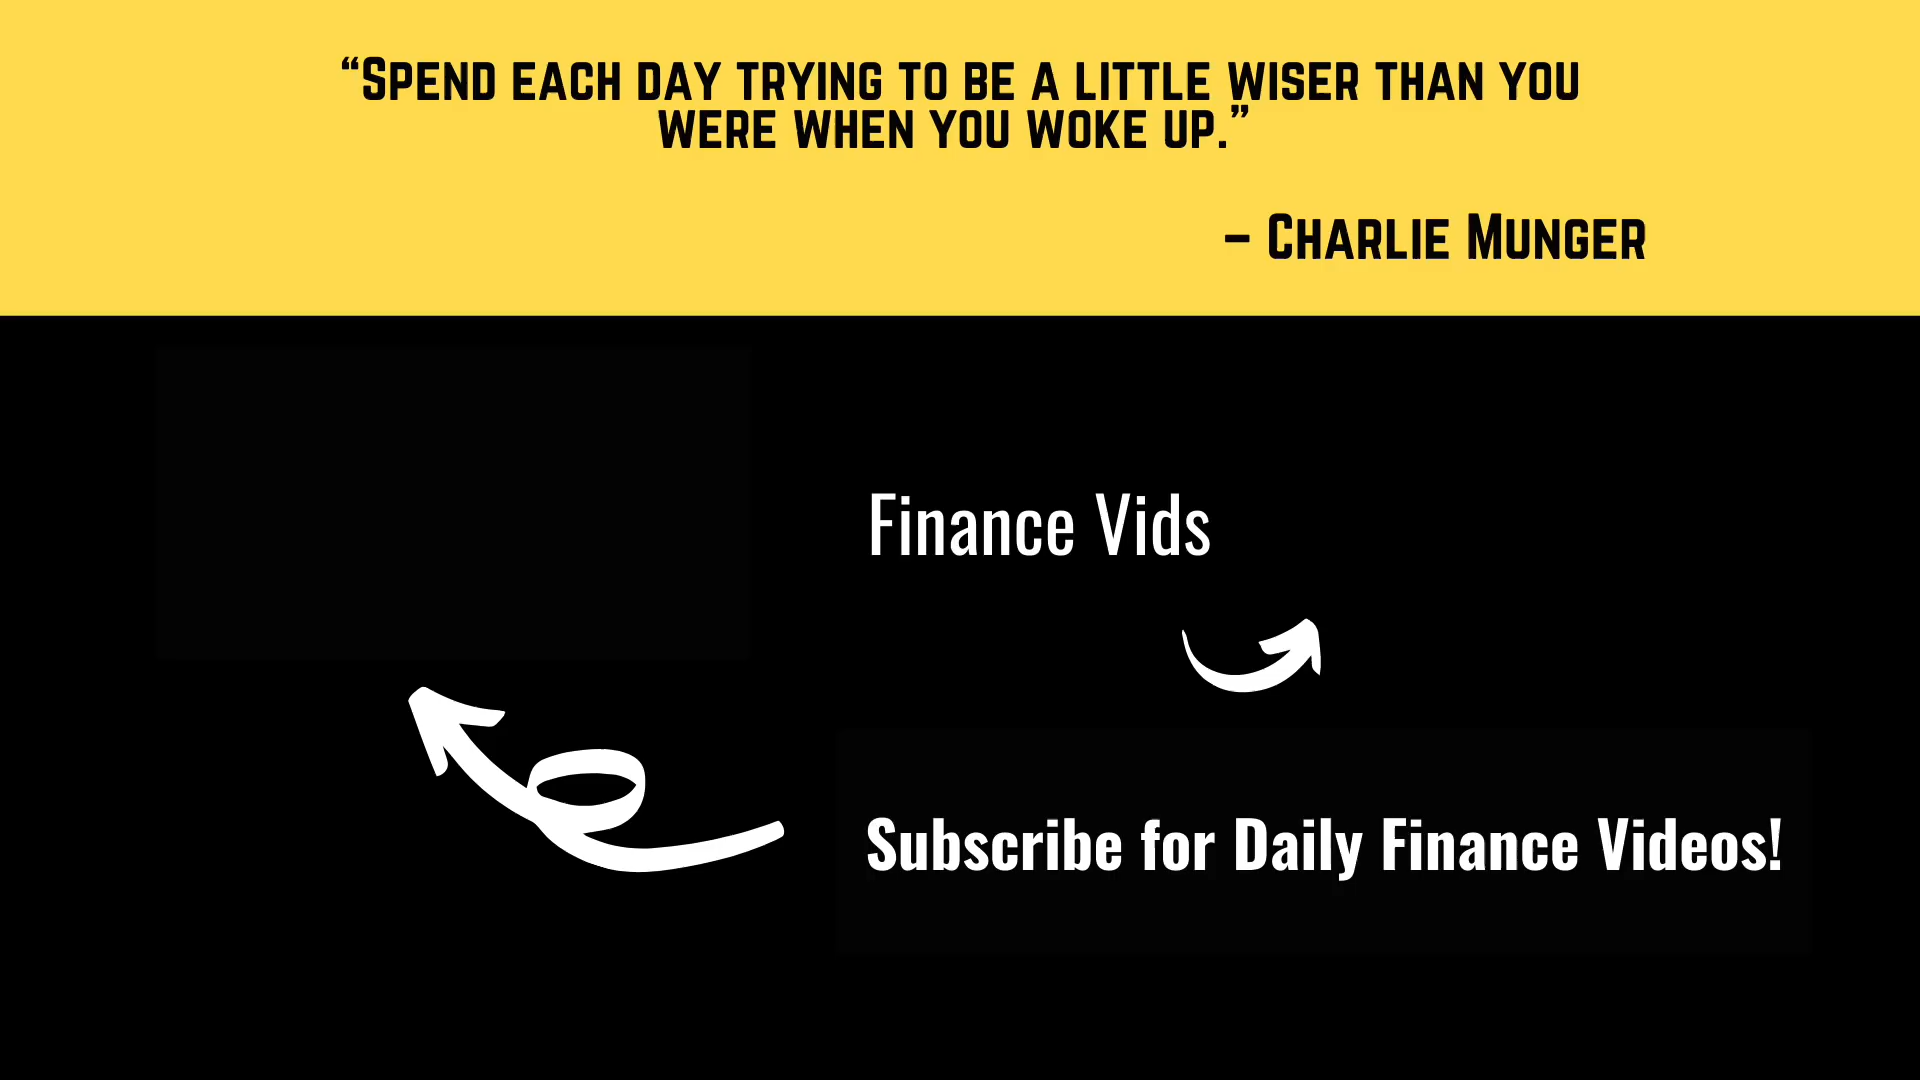 “Spend each day trying to be a little wiser than you
were when you woke up.”
– Charlie Munger
Finance Vids
Subscribe for Daily Finance Videos!